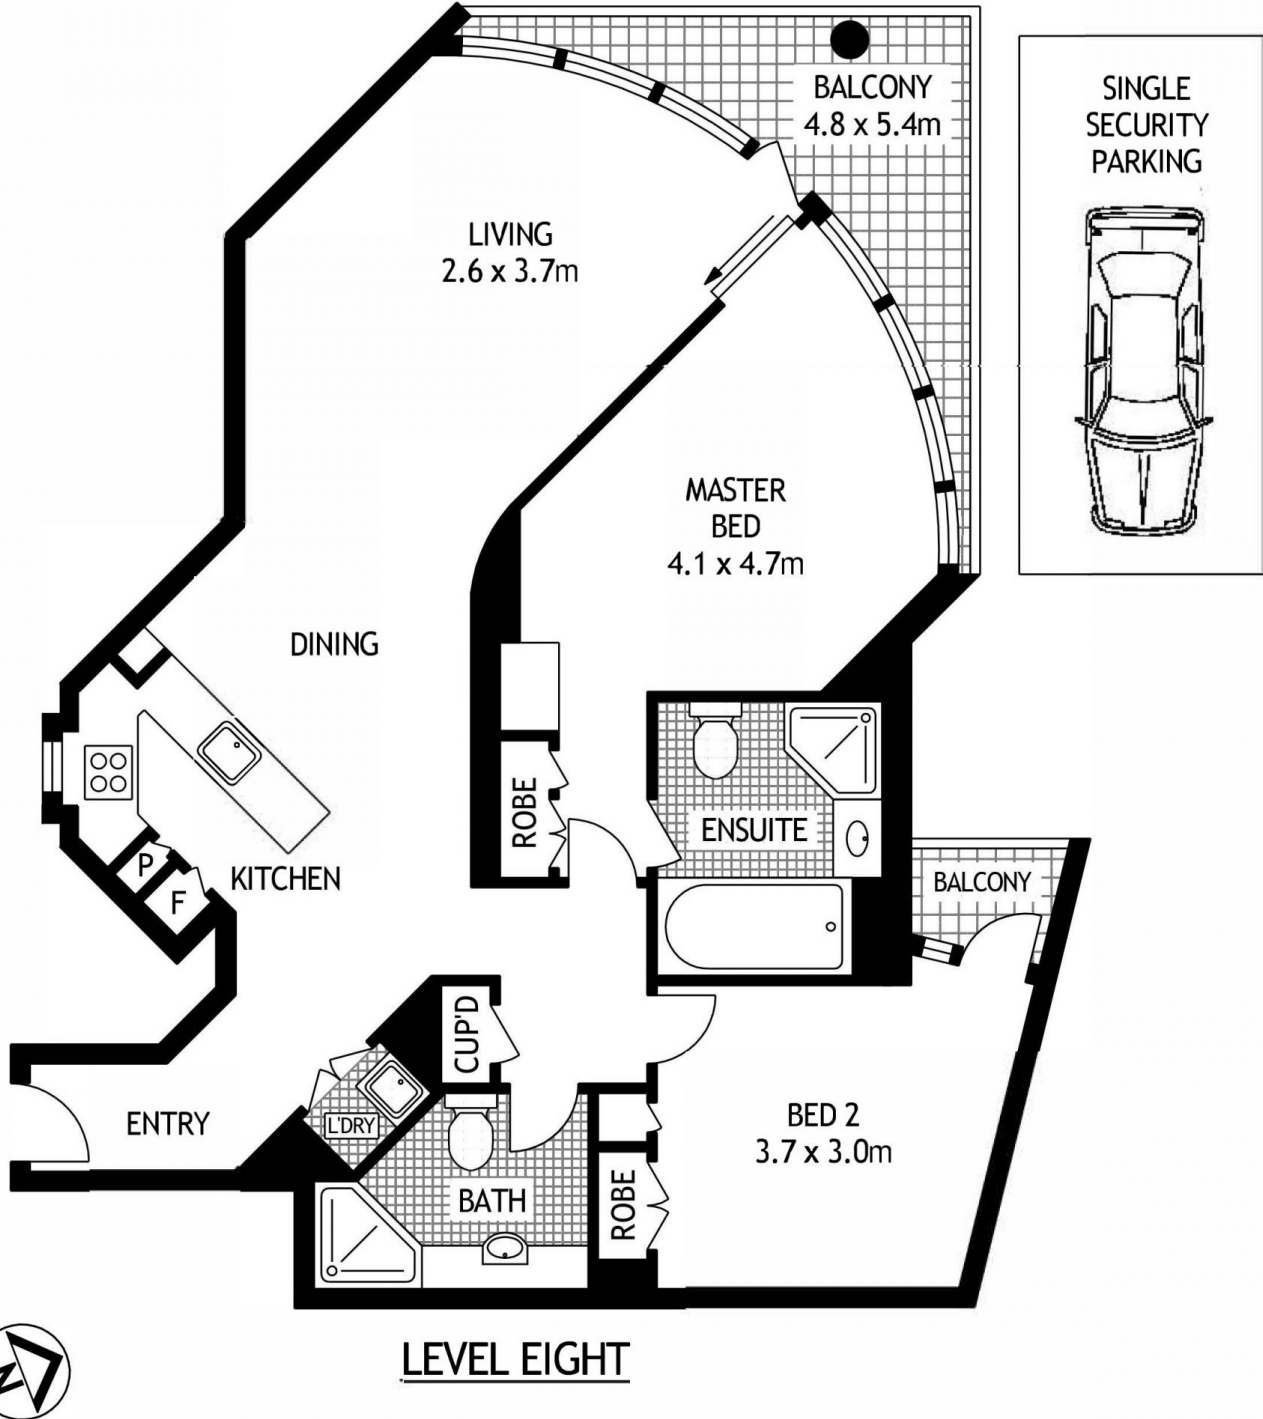 BALCONY
4.8 x 5.4m
SINGLE
SECURITY
PARKING
LIVING
2.6 x 3.7m
MASTER
BED
4.1 x 4.7m
DINING
ROBE
ENSUITE
P
F
KITCHEN
BALCONY
CUP'D
ENTRY
L'DRY
BED 2
3.7 x 3.0m
BATH
ROBE
LEVEL EIGHT
N